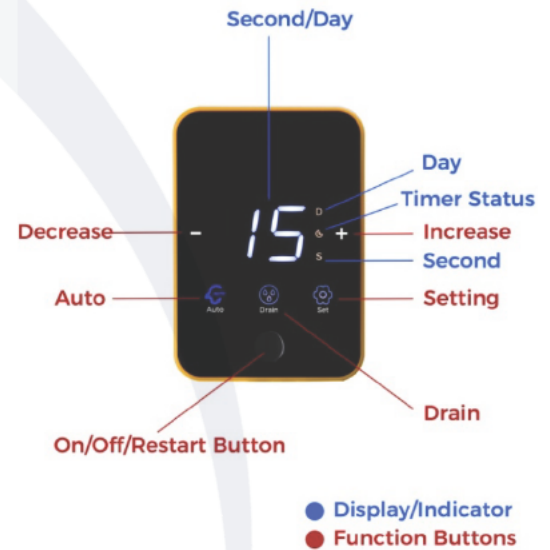 Second/Day
Day
Timer Status
Decrease
-
15
D
+
Increase
S
Second
Auto
Auto
Drain
Set
Setting
Drain
On/Off/Restart Button
Display/Indicator
Function Buttons